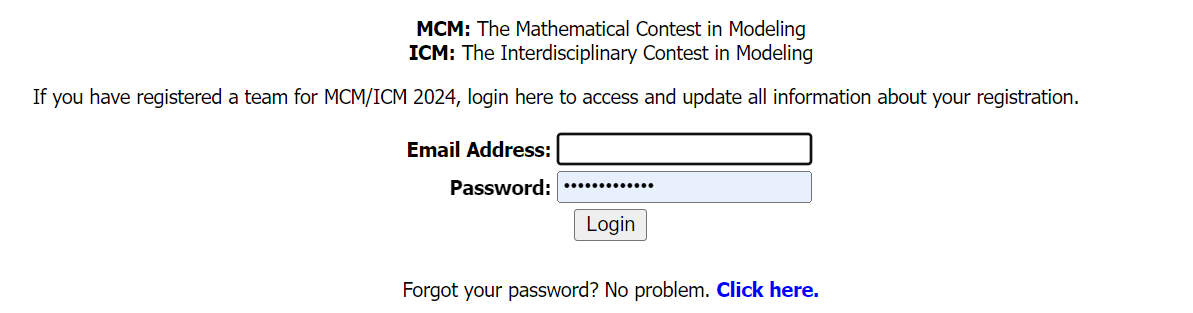 MCM: The Mathematical Contest in Modeling
ICM: The Interdisciplinary Contest in Modeling
If you have registered a team for MCM/ICM 2024, login here to access and update all information about your registration.
Email Address:
Password: •••••••••••••
Login
Forgot your password? No problem. Click here.